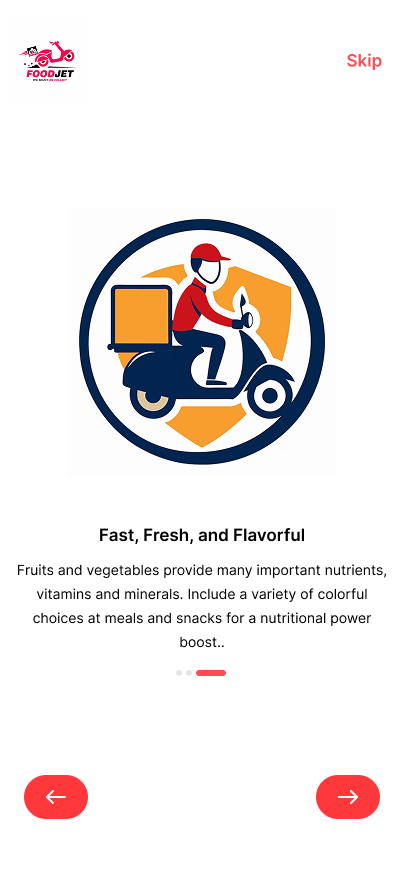 FOODJET
Skip
Fast, Fresh, and Flavorful
Fruits and vegetables provide many important nutrients,
vitamins and minerals. Include a variety of colorful
choices at meals and snacks for a nutritional power
boost..